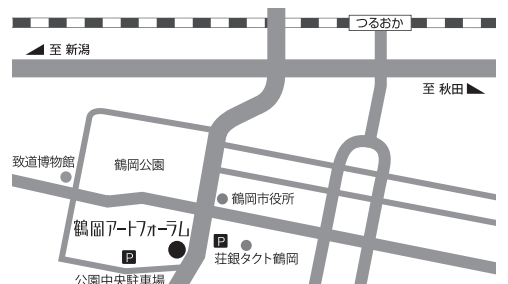 つるおか
至 新潟
至 秋田
致道博物館
鶴岡公園
鶴岡市役所
鶴岡アートフォーラム
P
P
荘銀タクト鶴岡
公園中央駐車場